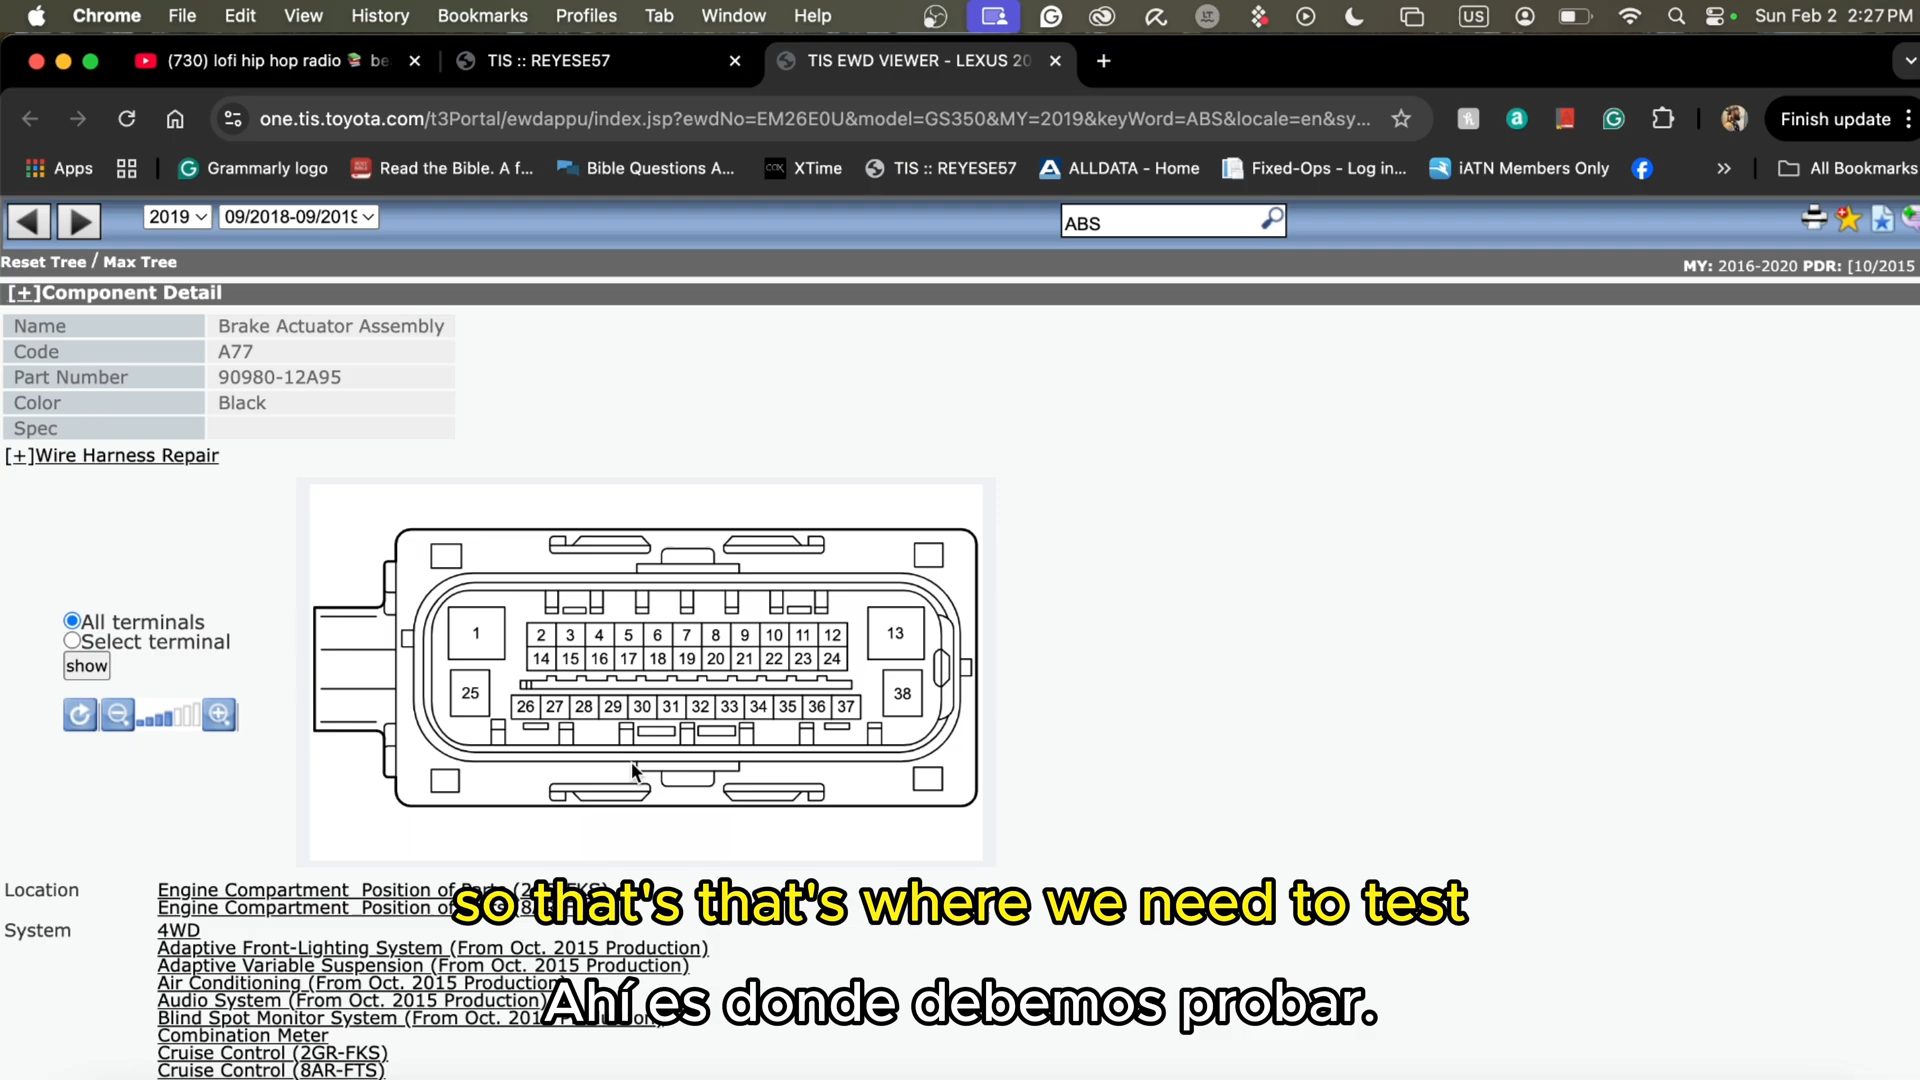 Chrome File Edit View History Bookmarks Profiles Tab Window Help US Sun Feb 2 2:27 PM
(730) lofi hip hop radio 📚 be TIS :: REYESE57 TIS EWD VIEWER - LEXUS 20
one.tis.toyota.com/t3Portal/ewdappu/index.jsp?ewdNo=EM26E0U&model=GS350&MY=2019&keyWord=ABS&locale=en&sy... Finish update
Apps Grammarly logo Read the Bible. A f... Bible Questions A... COX XTime TIS :: REYESE57 ALLDATA - Home Fixed-Ops - Log in... iATN Members Only » All Bookmarks
2019 09/2018-09/2019 ABS
Reset Tree / Max Tree MY: 2016-2020 PDR: [10/2015
[+]Component Detail
Name Brake Actuator Assembly
Code A77
Part Number 90980-12A95
Color Black
Spec
[+]Wire Harness Repair
All terminals
Select terminal
show
1 2 3 4 5 6 7 8 9 10 11 12 13
14 15 16 17 18 19 20 21 22 23 24
25 38
26 27 28 29 30 31 32 33 34 35 36 37
Location Engine Compartment Position of
Engine Compartment Position of
so that's that's where we need to test
System 4WD
Adaptive Front-Lighting System (From Oct. 2015 Production)
Adaptive Variable Suspension (From Oct. 2015 Production)
Air Conditioning (From Oct. 2015 Production)
Audio System (From Oct. 2015 Production)
Blind Spot Monitor System (From Oct.
Ahí es donde debemos probar.
Combination Meter
Cruise Control (2GR-FKS)
Cruise Control (8AR-FTS)